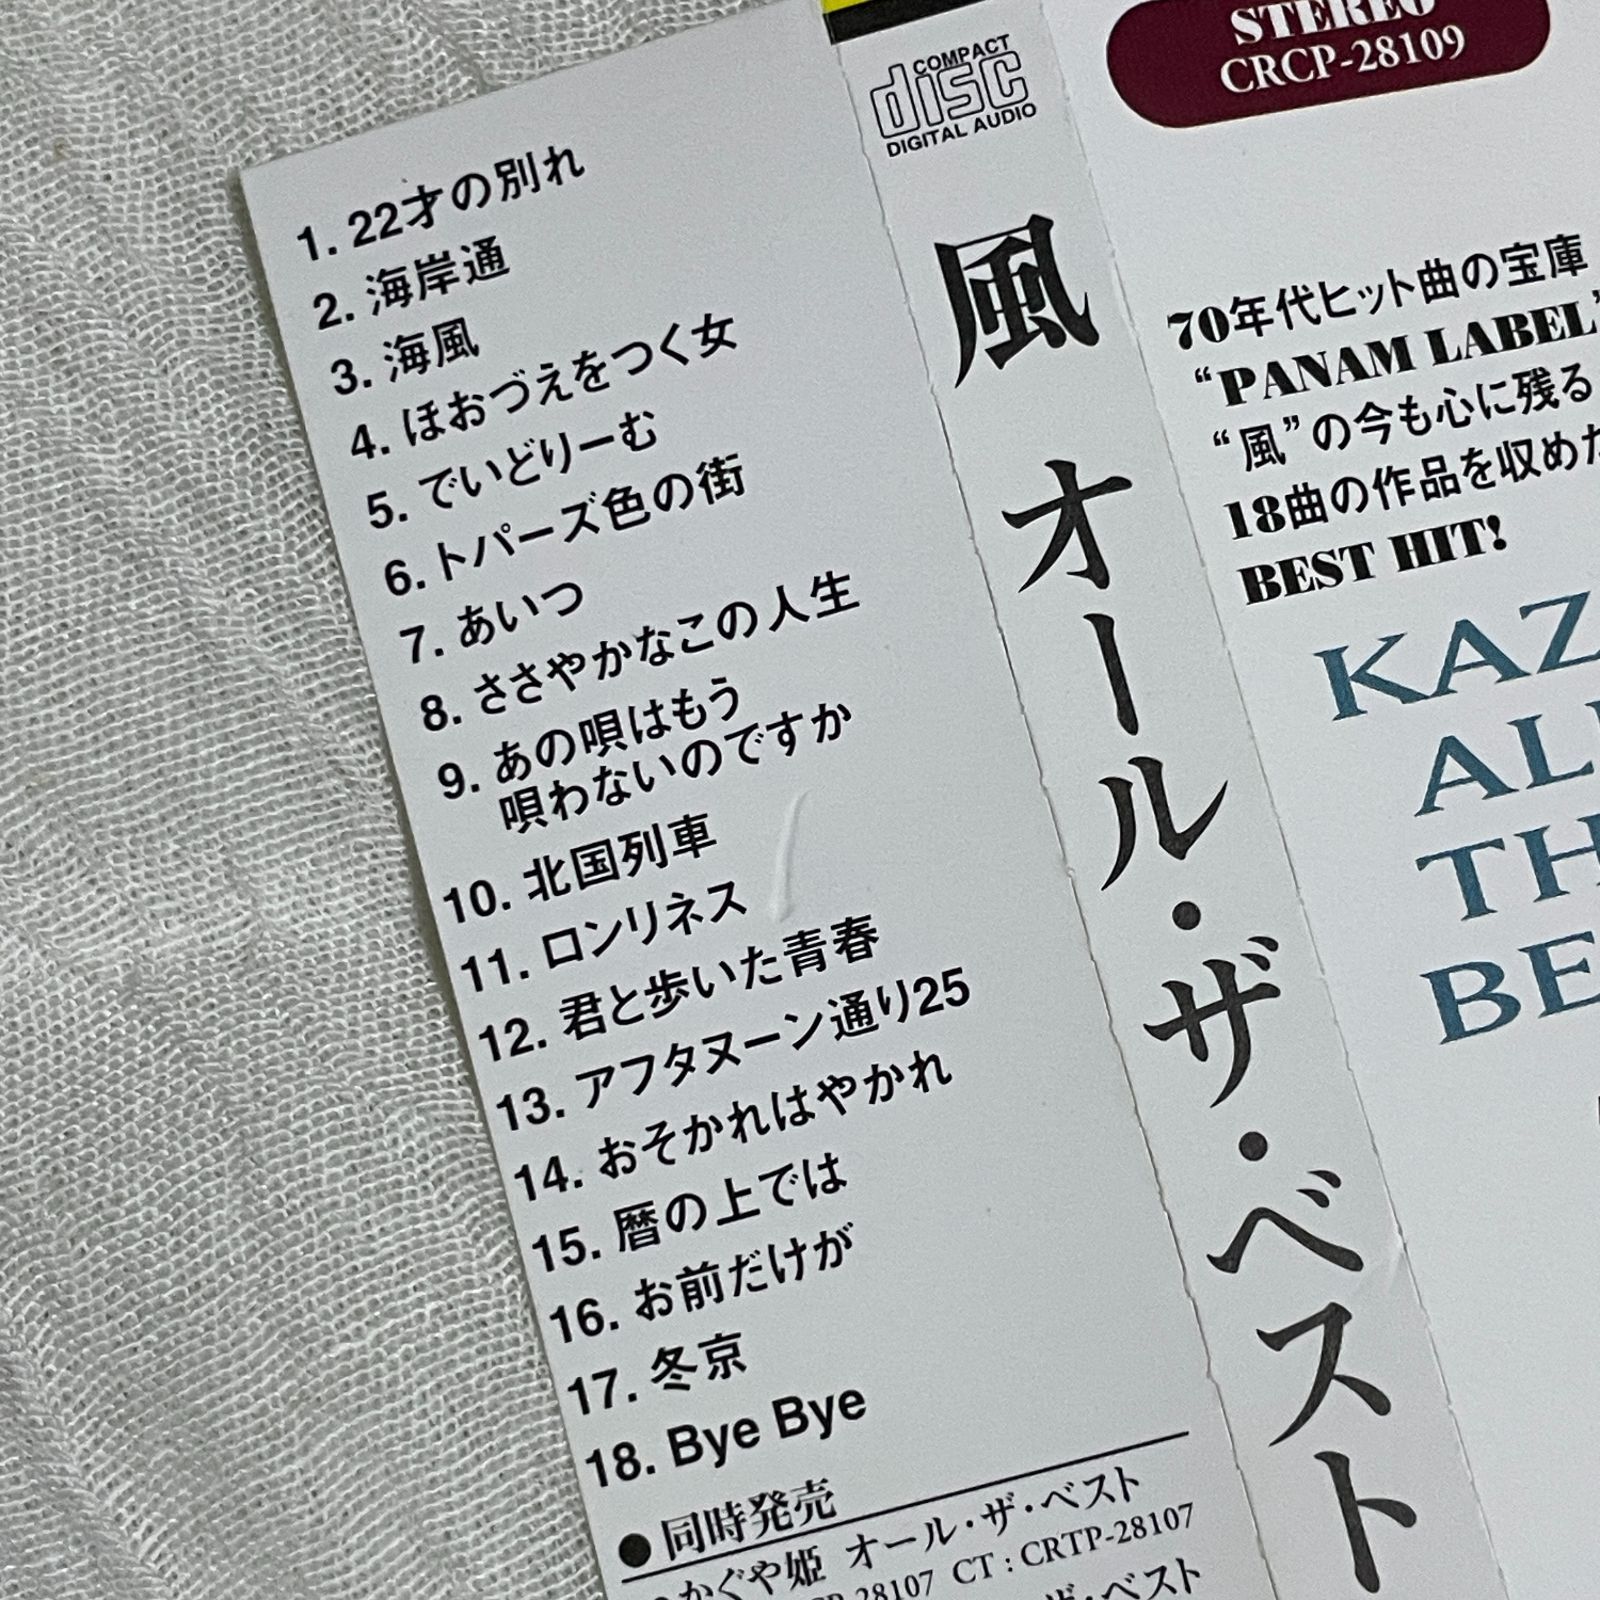 1. 22才の別れ
2. 海岸通
3. 海風
4. ほおづえをつく女
5. でいどりーむ
6. トパーズ色の街
7. あいつ
8. ささやかなこの人生
9. あの唄はもう
唄わないのですか
10. 北国列車
11. ロンリネス
12. 君と歩いた青春
13. アフタヌーン通り25
14. おそかれはやかれ
15. 暦の上では
16. お前だけが
17. 冬京
18. Bye Bye
●同時発売
かぐや姫 オール・ザ・ベスト
28107 CT : CRTP-28107
ベスト
COMPACT
disc
DIGITAL AUDIO
風 オール・ザ・ベスト
STEREO
CRCP-28109
70年代ヒット曲の宝庫
“PANAM LABEL”
“風”の今も心に残る
18曲の作品を収めた
BEST HIT!
KAZ
AL
TH
BE